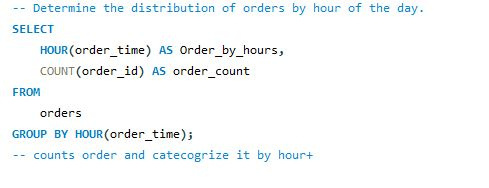 -- Determine the distribution of orders by hour of the day.
SELECT
HOUR(order_time) AS Order_by_hours,
COUNT(order_id) AS order_count
FROM
orders
GROUP BY HOUR(order_time);
-- counts order and catecogrize it by hour+